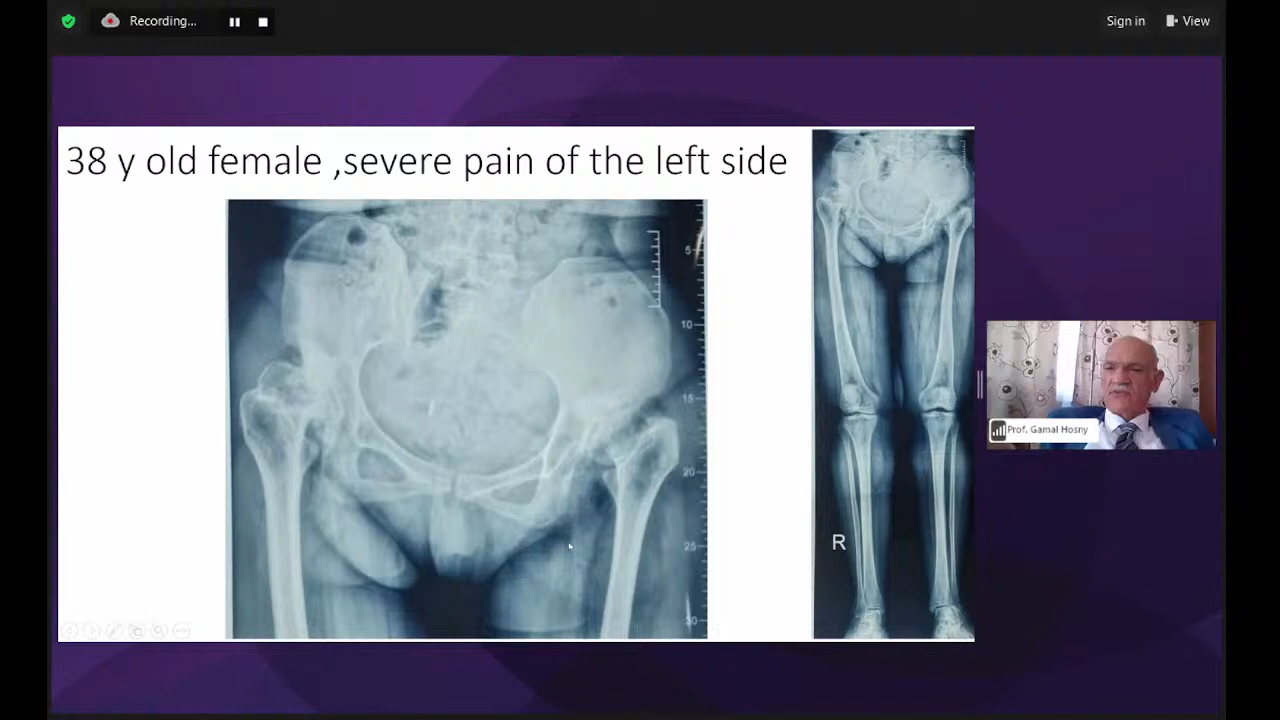 Recording...
Sign in
View
38 y old female ,severe pain of the left side
5
10
15
20
25
30
R
Prof. Gamal Hosny